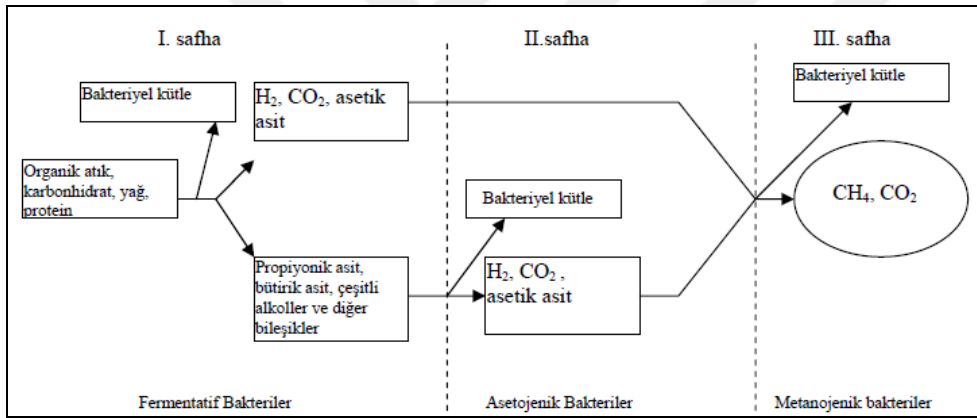 I. safha
II.safha
III. safha
Bakteriyel kütle
H₂, CO₂, asetik
asit
Organik atık,
karbonhidrat, yağ,
protein
Propiyonik asit,
bütirik asit, çeşitli
alkoller ve diğer
bileşikler
Bakteriyel kütle
H₂, CO₂ ,
asetik asit
Bakteriyel kütle
CH₄, CO₂
Fermentatif Bakteriler
Asetojenik Bakteriler
Metanojenik bakteriler